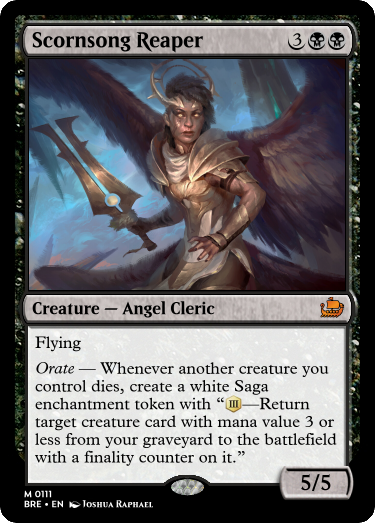 Scornsong Reaper 3
Creature — Angel Cleric
Flying
Orate — Whenever another creature you
control dies, create a white Saga
enchantment token with “III—Return
target creature card with mana value 3 or
less from your graveyard to the battlefield
with a finality counter on it.”
5/5
M 0111
BRE • EN Joshua Raphael